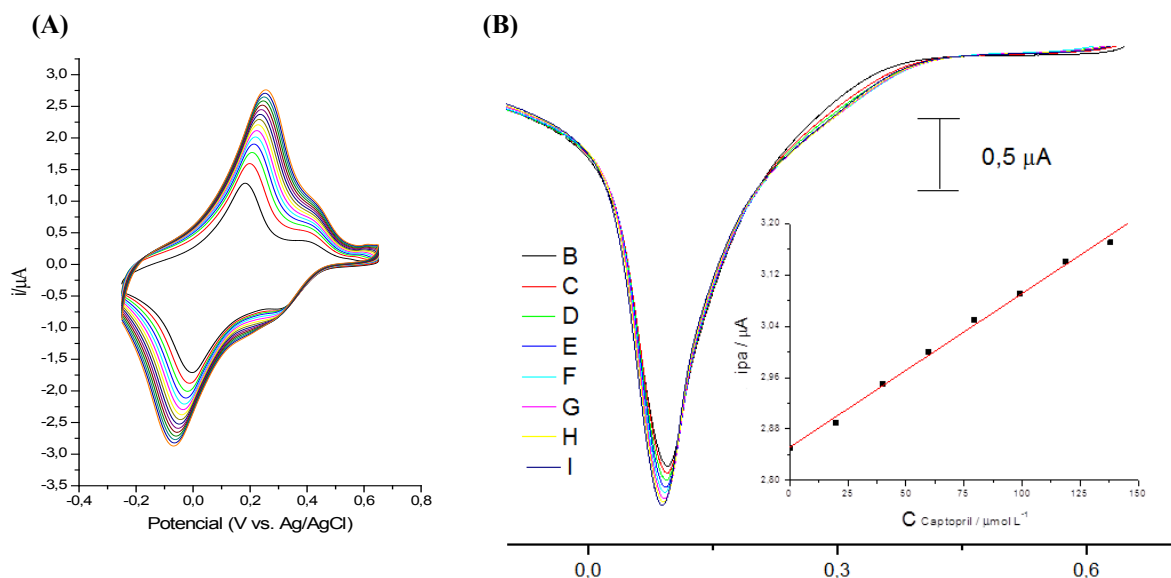 (A)
(B)
3,5
3,0
2,5
2,0
1,5
1,0
0,5
0,0
-0,5
-1,0
-1,5
-2,0
-2,5
-3,0
-3,5
i/µA
-0,4
-0,2
0,0
0,2
0,4
0,6
0,8
Potencial (V vs. Ag/AgCl)
0,5 µA
B
C
D
E
F
G
H
I
3.20
3.12
3.04
2.96
2.88
2.80
ipa / µA
0
25
50
75
100
125
150
C Captopril / µmol L⁻¹
0.0
0.3
0.6